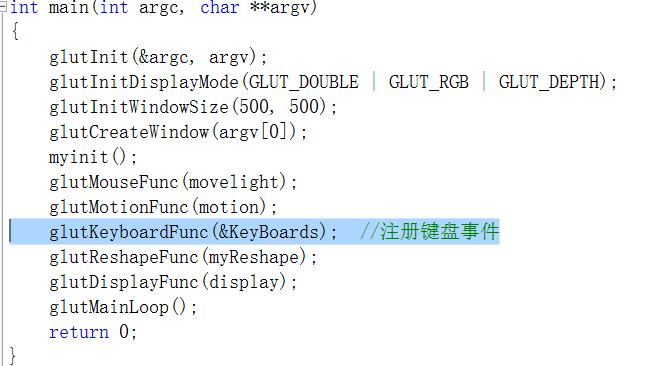 int main(int argc, char **argv)
{
    glutInit(&argc, argv);
    glutInitDisplayMode(GLUT_DOUBLE | GLUT_RGB | GLUT_DEPTH);
    glutInitWindowSize(500, 500);
    glutCreateWindow(argv[0]);
    myinit();
    glutMouseFunc(movelight);
    glutMotionFunc(motion);
    glutKeyboardFunc(&KeyBoards);  //注册键盘事件
    glutReshapeFunc(myReshape);
    glutDisplayFunc(display);
    glutMainLoop();
    return 0;
}